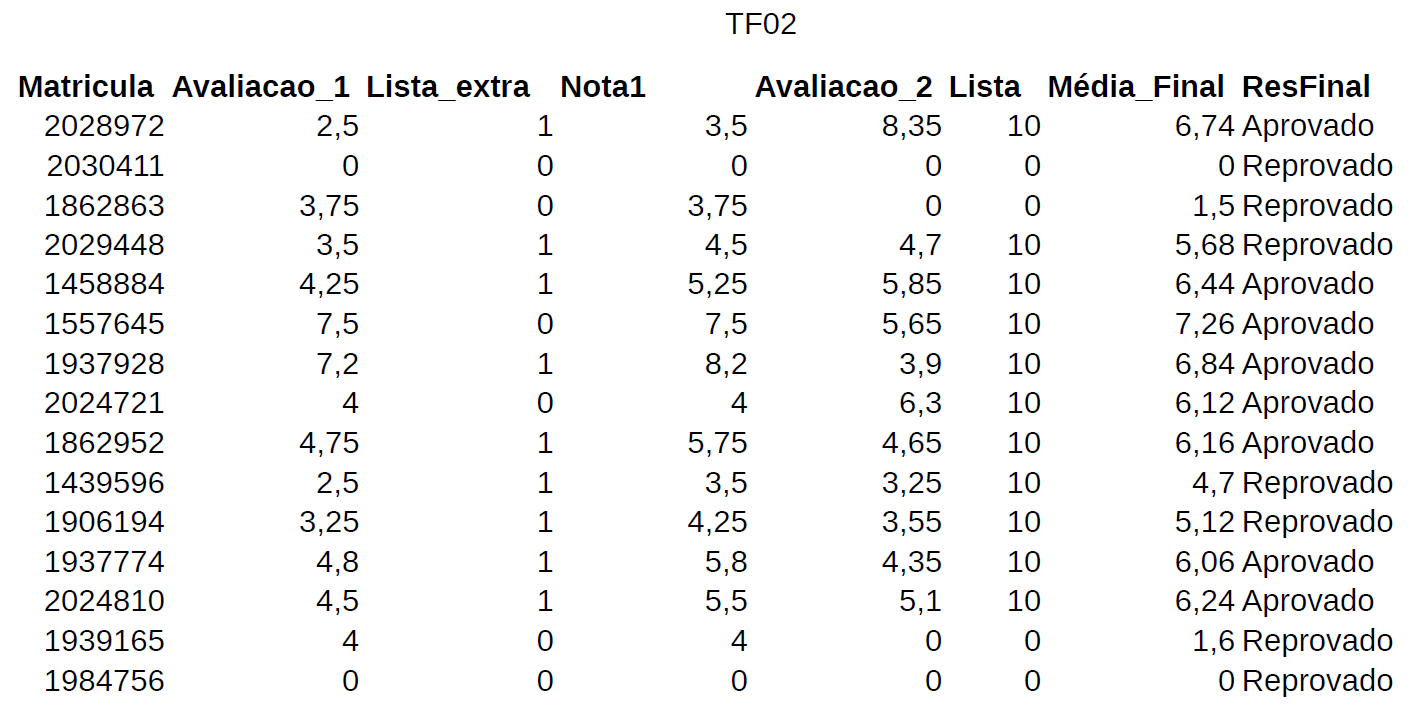 TF02
Matricula Avaliacao_1 Lista_extra Nota1 Avaliacao_2 Lista Média_Final ResFinal
2028972 2,5 1 3,5 8,35 10 6,74 Aprovado
2030411 0 0 0 0 0 0 Reprovado
1862863 3,75 0 3,75 0 0 1,5 Reprovado
2029448 3,5 1 4,5 4,7 10 5,68 Reprovado
1458884 4,25 1 5,25 5,85 10 6,44 Aprovado
1557645 7,5 0 7,5 5,65 10 7,26 Aprovado
1937928 7,2 1 8,2 3,9 10 6,84 Aprovado
2024721 4 0 4 6,3 10 6,12 Aprovado
1862952 4,75 1 5,75 4,65 10 6,16 Aprovado
1439596 2,5 1 3,5 3,25 10 4,7 Reprovado
1906194 3,25 1 4,25 3,55 10 5,12 Reprovado
1937774 4,8 1 5,8 4,35 10 6,06 Aprovado
2024810 4,5 1 5,5 5,1 10 6,24 Aprovado
1939165 4 0 4 0 0 1,6 Reprovado
1984756 0 0 0 0 0 0 Reprovado